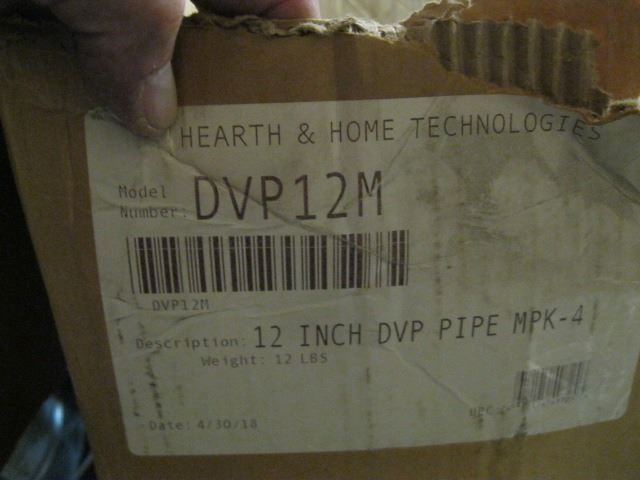 HEARTH & HOME TECHNOLOGIES
Model
Number: DVP12M
DVP12M
Description: 12 INCH DVP PIPE MPK-4
Weight: 12 LBS
UPC
Date: 4/30/18